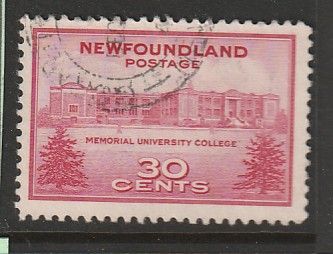 NEWFOUNDLAND
POSTAGE
MEMORIAL UNIVERSITY COLLEGE
30
CENTS